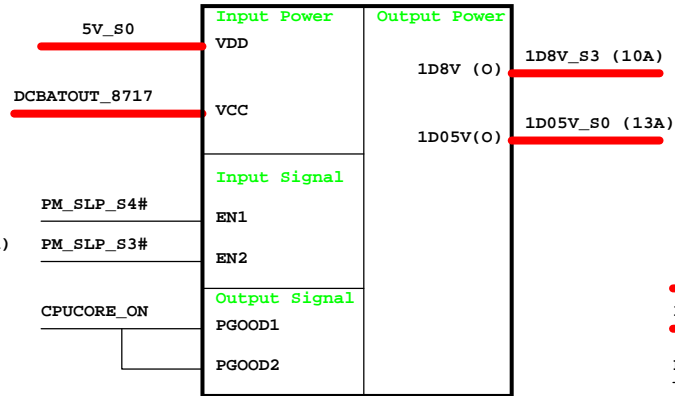 5V_S0
DCBATOUT_8717
PM_SLP_S4#
)
PM_SLP_S3#
CPUCORE_ON
Input Power
VDD
VCC
Input Signal
EN1
EN2
Output Signal
PGOOD1
PGOOD2
Output Power
1D8V (O)
1D05V(O)
1D8V_S3 (10A)
1D05V_S0 (13A)